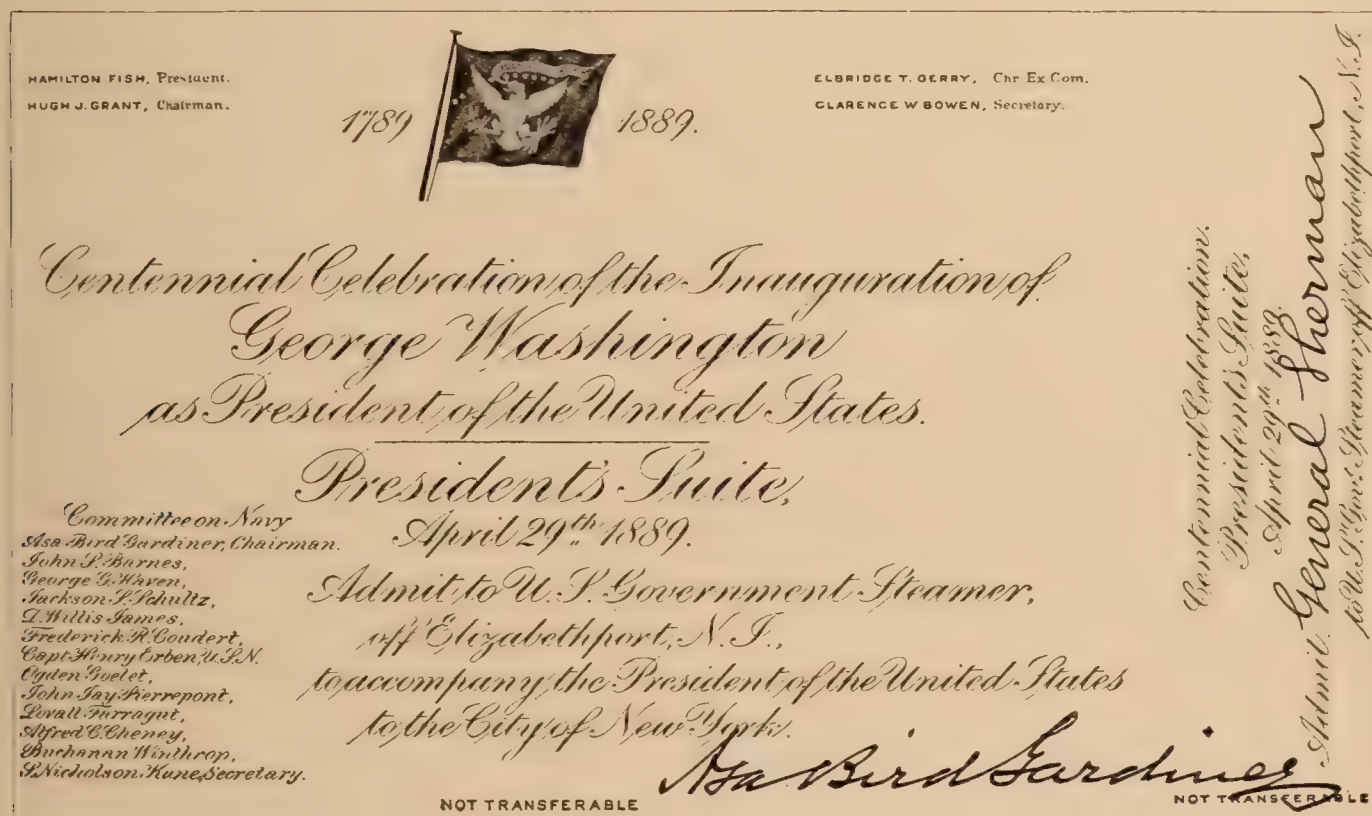 HAMILTON FISH, President.
HUGH J. GRANT, Chairman.
1789 1889.
ELBRIDGE T. GERRY, Chr Ex Com.
CLARENCE W BOWEN, Secretary.
Centennial Celebration of the Inauguration of
George Washington
as President of the United States.
President's Suite,
April 29th 1889.
Committee on Navy
Asa Bird Gardiner, Chairman.
John S. Barnes,
George G. Haven,
Jackson S. Schultz,
D. Willis James,
Frederick R. Coudert,
Capt Henry Erben, U.S.N.
Ogden Goelet,
John Jay Pierrepont,
Loyall Farragut,
Alfred C. Cheney,
Buchanan Winthrop,
S. Nicholson Kane, Secretary.
Admit to U. S. Government Steamer,
off Elizabethport, N. J.,
to accompany the President of the United States
to the City of New York.
Asa Bird Gardiner
NOT TRANSFERABLE
Centennial Celebration.
President's Suite,
April 29th 1889.
Admit General Sherman
to U. S. Govt. Steamer off Elizabethport, N. J.
NOT TRANSFERABLE